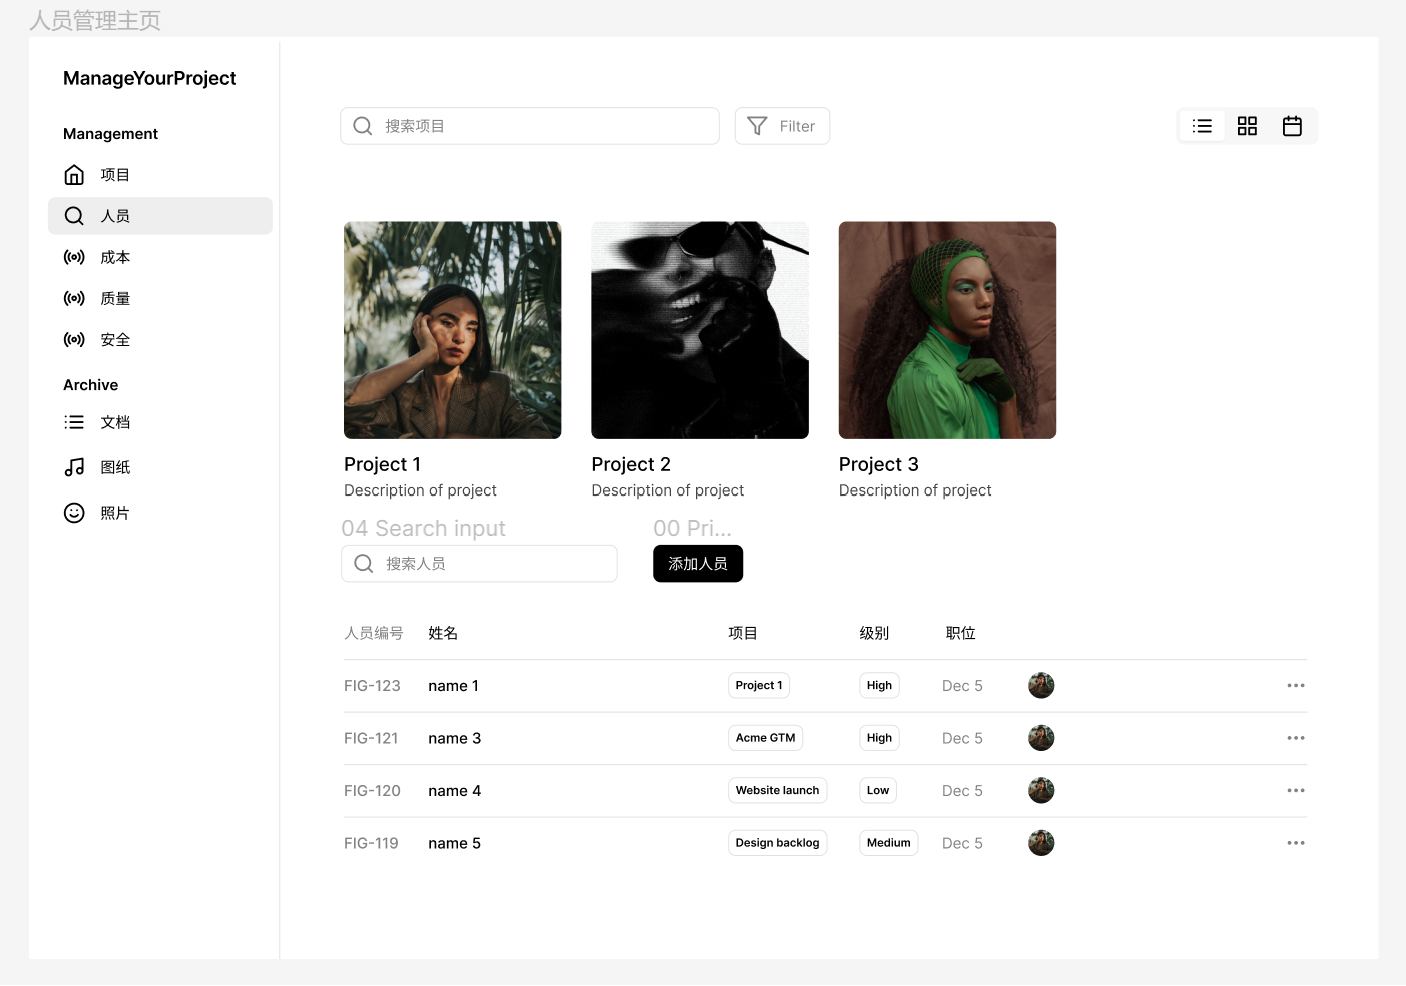 人员管理主页
ManageYourProject
Management
项目
人员
成本
质量
安全
Archive
文档
图纸
照片
搜索项目
Filter
Project 1
Description of project
Project 2
Description of project
Project 3
Description of project
04 Search input
00 Pri...
搜索人员
添加人员
人员编号 姓名 项目 级别 职位
FIG-123 name 1 Project 1 High Dec 5
FIG-121 name 3 Acme GTM High Dec 5
FIG-120 name 4 Website launch Low Dec 5
FIG-119 name 5 Design backlog Medium Dec 5